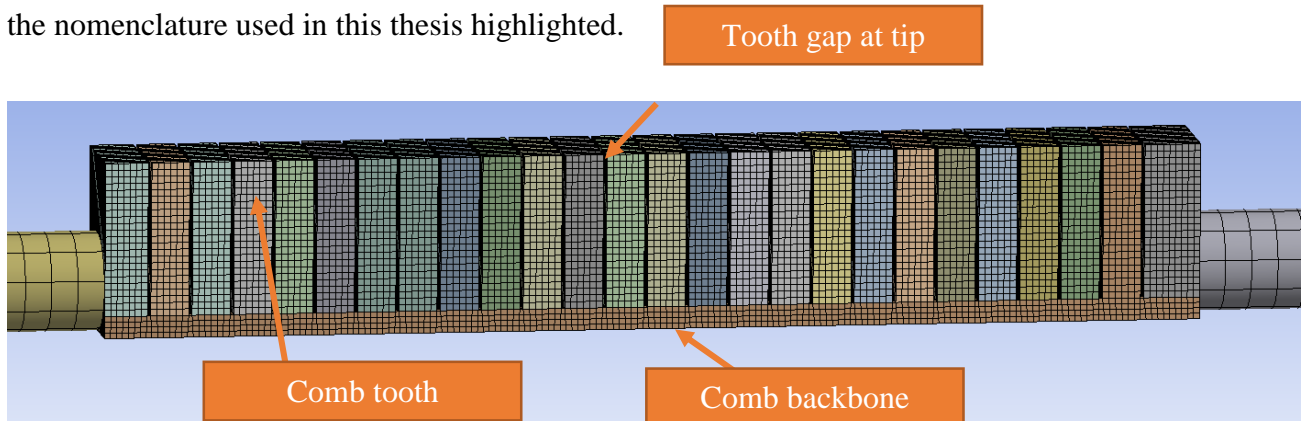 the nomenclature used in this thesis highlighted.
Tooth gap at tip
Comb tooth
Comb backbone